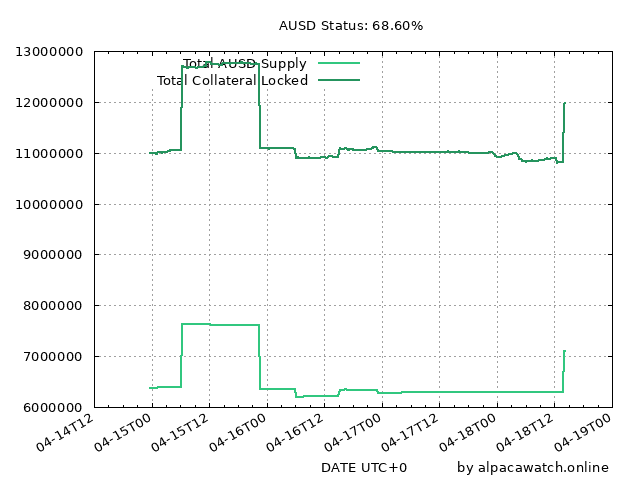 AUSD Status: 68.60%
13000000
Total AUSD Supply
Total Collateral Locked
12000000
11000000
10000000
9000000
8000000
7000000
6000000
04-14T12
04-15T00
04-15T12
04-16T00
04-16T12
04-17T00
04-17T12
04-18T00
04-18T12
04-19T00
DATE UTC+0
by alpacawatch.online